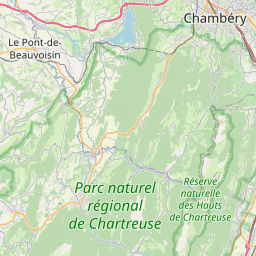 Chambéry
Le Pont-de-
Beauvoisin
Parc naturel
régional
de Chartreuse
Réserve
naturelle des
Hauts
de Chartreuse